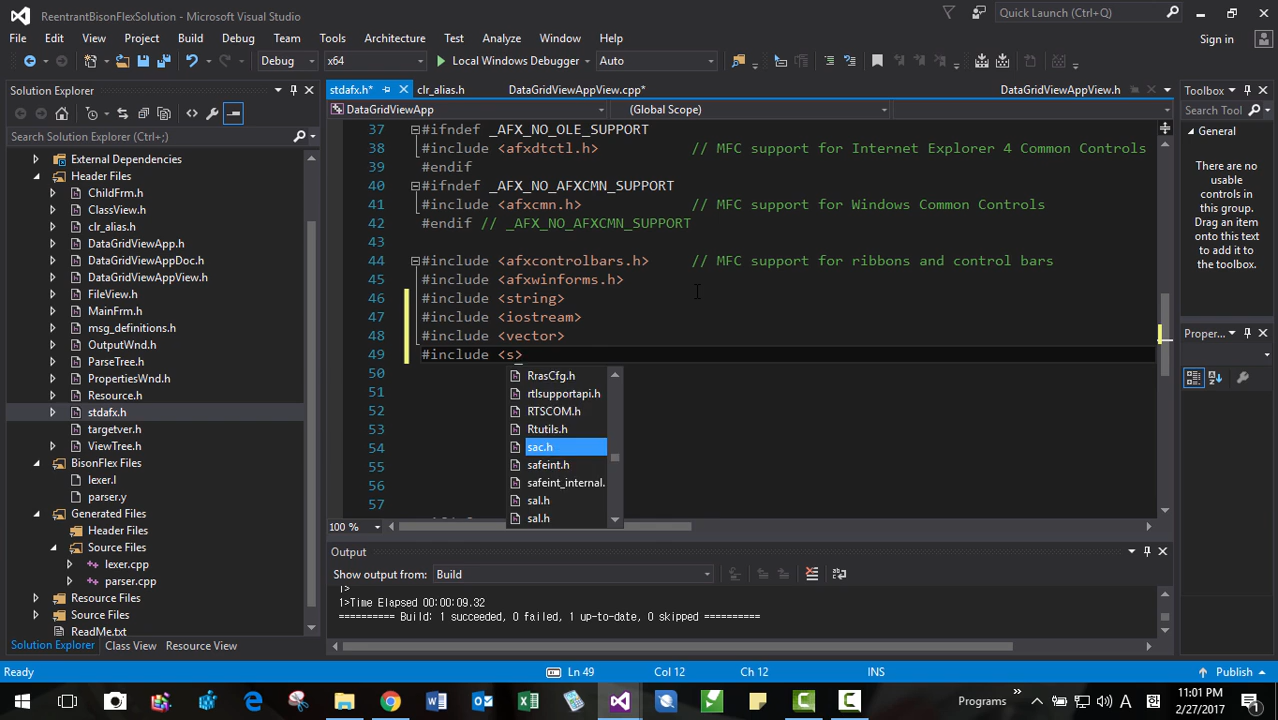 ReentrantBisonFlexSolution - Microsoft Visual Studio
Quick Launch (Ctrl+Q)
File Edit View Project Build Debug Team Tools Architecture Test Analyze Window Help
Sign in
Debug x64 Local Windows Debugger Auto
Solution Explorer
Search Solution Explorer (Ctrl+;)
External Dependencies
Header Files
ChildFrm.h
ClassView.h
clr_alias.h
DataGridViewApp.h
DataGridViewAppDoc.h
DataGridViewAppView.h
FileView.h
MainFrm.h
msg_definitions.h
OutputWnd.h
ParseTree.h
PropertiesWnd.h
Resource.h
stdafx.h
targetver.h
ViewTree.h
BisonFlex Files
lexer.l
parser.y
Generated Files
Header Files
Source Files
lexer.cpp
parser.cpp
Resource Files
Source Files
ReadMe.txt
Solution Explorer Class View Resource View
stdafx.h* clr_alias.h DataGridViewAppView.cpp* DataGridViewAppView.h
DataGridViewApp (Global Scope)
37 #ifndef _AFX_NO_OLE_SUPPORT
38 #include <afxdtctl.h> // MFC support for Internet Explorer 4 Common Controls
39 #endif
40 #ifndef _AFX_NO_AFXCMN_SUPPORT
41 #include <afxcmn.h> // MFC support for Windows Common Controls
42 #endif // _AFX_NO_AFXCMN_SUPPORT
43
44 #include <afxcontrolbars.h> // MFC support for ribbons and control bars
45 #include <afxwinforms.h>
46 #include <string>
47 #include <iostream>
48 #include <vector>
49 #include <s>
50
51
52
53
54
55
56
57
RrasCfg.h
rtlsupportapi.h
RTSCOM.h
Rtutils.h
sac.h
safeint.h
safeint_internal.
sal.h
sal.h
100 %
Output
Show output from: Build
1>
1>Time Elapsed 00:00:09.32
========== Build: 1 succeeded, 0 failed, 1 up-to-date, 0 skipped ==========
Toolbox
Search Tool
General
There are no
usable
controls in
this group.
Drag an item
onto this
text to add it
to the
toolbox.
Proper...
Ready Ln 49 Col 12 Ch 12 INS Publish
Programs
A
11:01 PM
2/27/2017